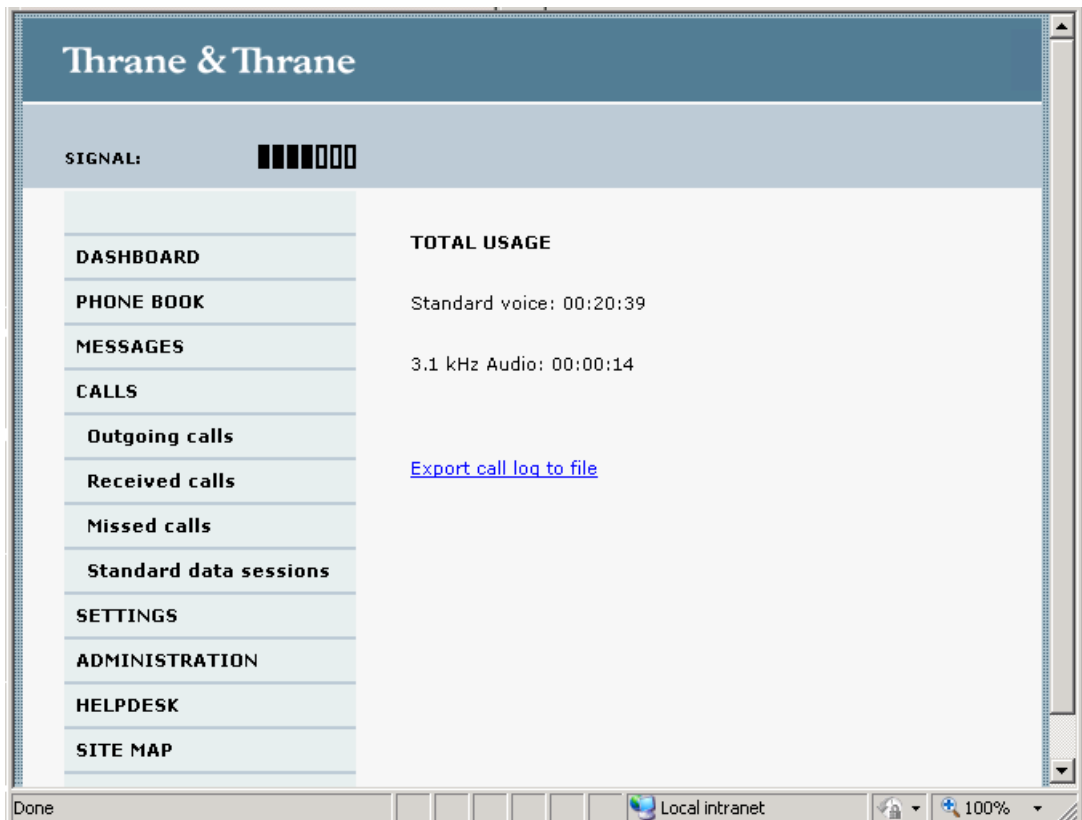 Thrane & Thrane
SIGNAL:
DASHBOARD
PHONE BOOK
MESSAGES
CALLS
Outgoing calls
Received calls
Missed calls
Standard data sessions
SETTINGS
ADMINISTRATION
HELPDESK
SITE MAP
TOTAL USAGE
Standard voice: 00:20:39
3.1 kHz Audio: 00:00:14
Export call log to file
Done
Local intranet
100%